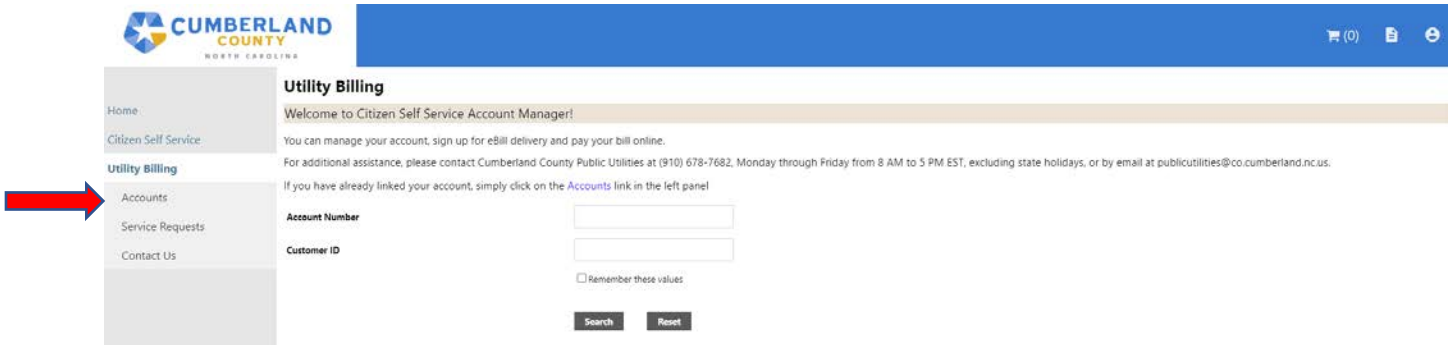 CUMBERLAND
COUNTY
NORTH CAROLINA
(0)
Home
Citizen Self Service
Utility Billing
Accounts
Service Requests
Contact Us
Utility Billing
Welcome to Citizen Self Service Account Manager!
You can manage your account, sign up for eBill delivery and pay your bill online.
For additional assistance, please contact Cumberland County Public Utilities at (910) 678-7682, Monday through Friday from 8 AM to 5 PM EST, excluding state holidays, or by email at publicutilities@co.cumberland.nc.us.
If you have already linked your account, simply click on the Accounts link in the left panel
Account Number
Customer ID
Remember these values
Search Reset